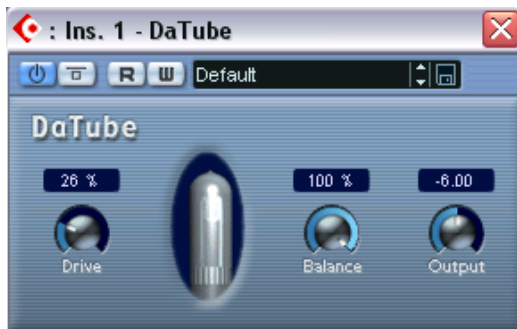 : Ins. 1 - DaTube
R W Default
DaTube
26 % 100 % -6.00
Drive Balance Output